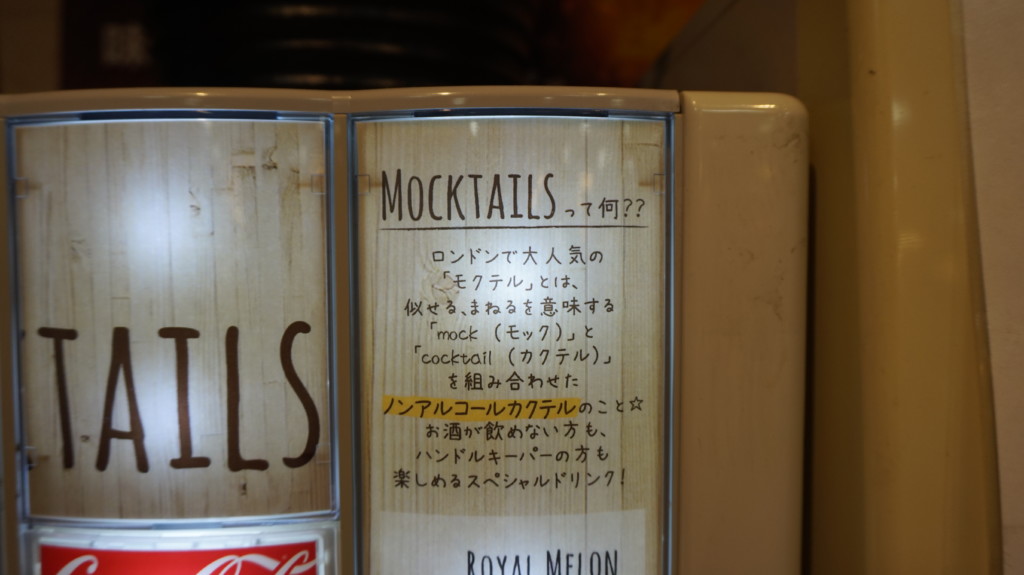 TAILS
MOCKTAILSって何??
ロンドンで大人気の
「モクテル」とは、
似せる、まねるを意味する
「mock (モック)」と
「cocktail (カクテル)」
を組み合わせた
ノンアルコールカクテルのこと☆
お酒が飲めない方も、
ハンドルキーパーの方も
楽しめるスペシャルドリンク!
ROYAL MELON